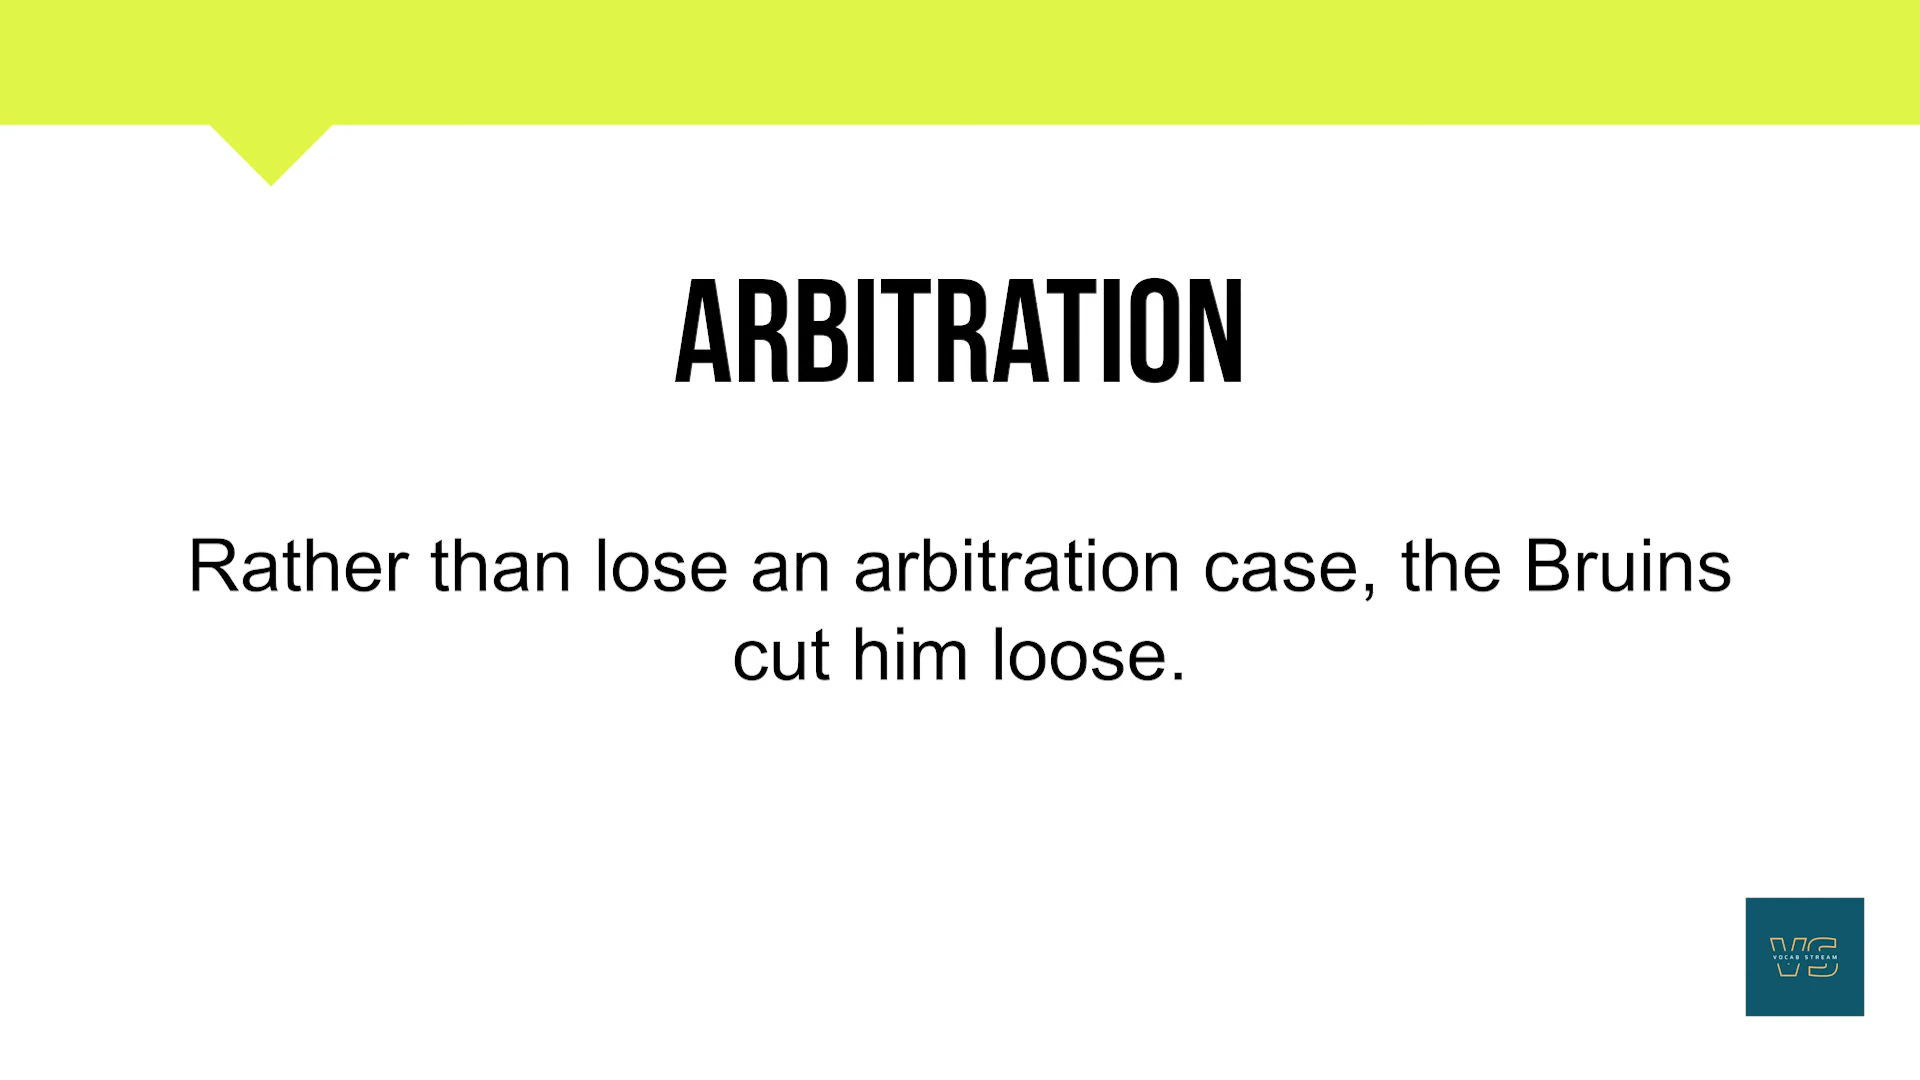 ARBITRATION
Rather than lose an arbitration case, the Bruins
cut him loose.
VS
VOCAB STREAM